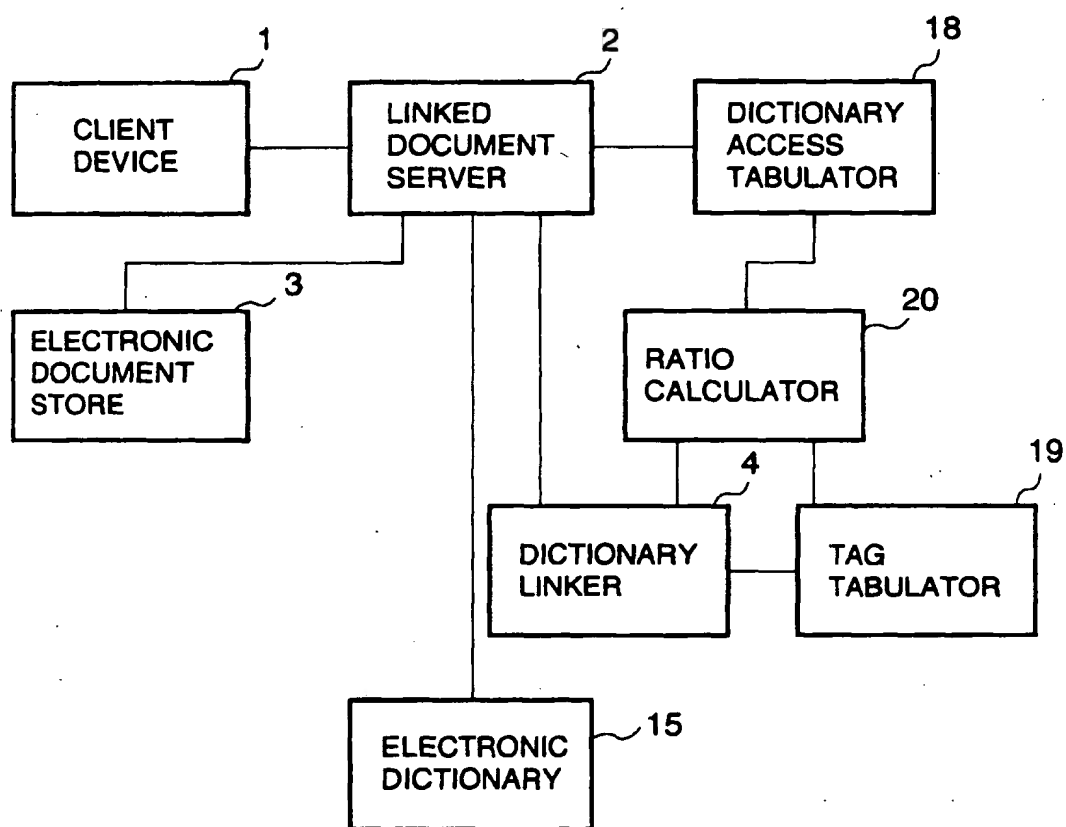 1
CLIENT
DEVICE
2
LINKED
DOCUMENT
SERVER
18
DICTIONARY
ACCESS
TABULATOR
3
ELECTRONIC
DOCUMENT
STORE
20
RATIO
CALCULATOR
4
DICTIONARY
LINKER
19
TAG
TABULATOR
15
ELECTRONIC
DICTIONARY